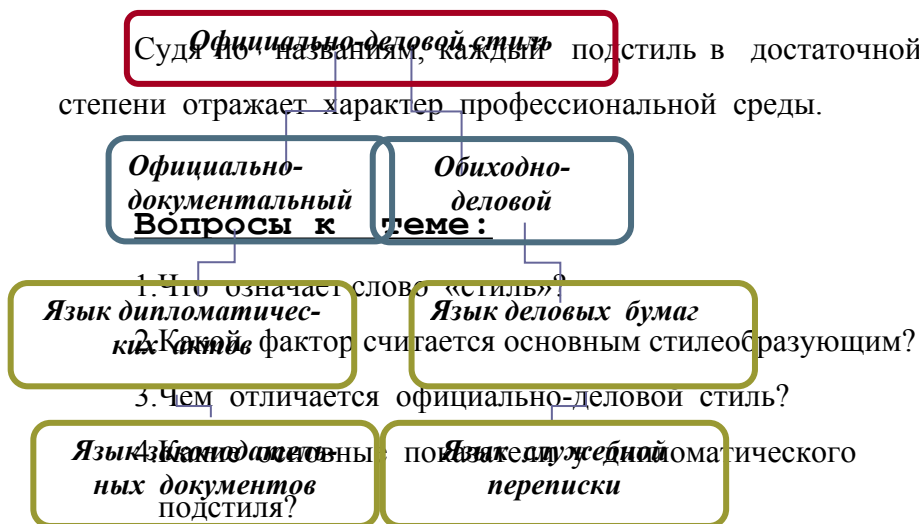 Официально-деловой стиль
Судя по названиям, каждый подстиль в достаточной
степени отражает характер профессиональной среды.
Официально-
документальный
Обиходно-
деловой
Вопросы к теме:
1.Что означает слово «стиль»?
Язык дипломатичес-
ких актов
Язык деловых бумаг
2.Какой фактор считается основным стилеобразующим?
3.Чем отличается официально-деловой стиль?
Язык законодатель-
ных документов
Язык служебной
переписки
4.Какие основные показатели у дипломатического
подстиля?